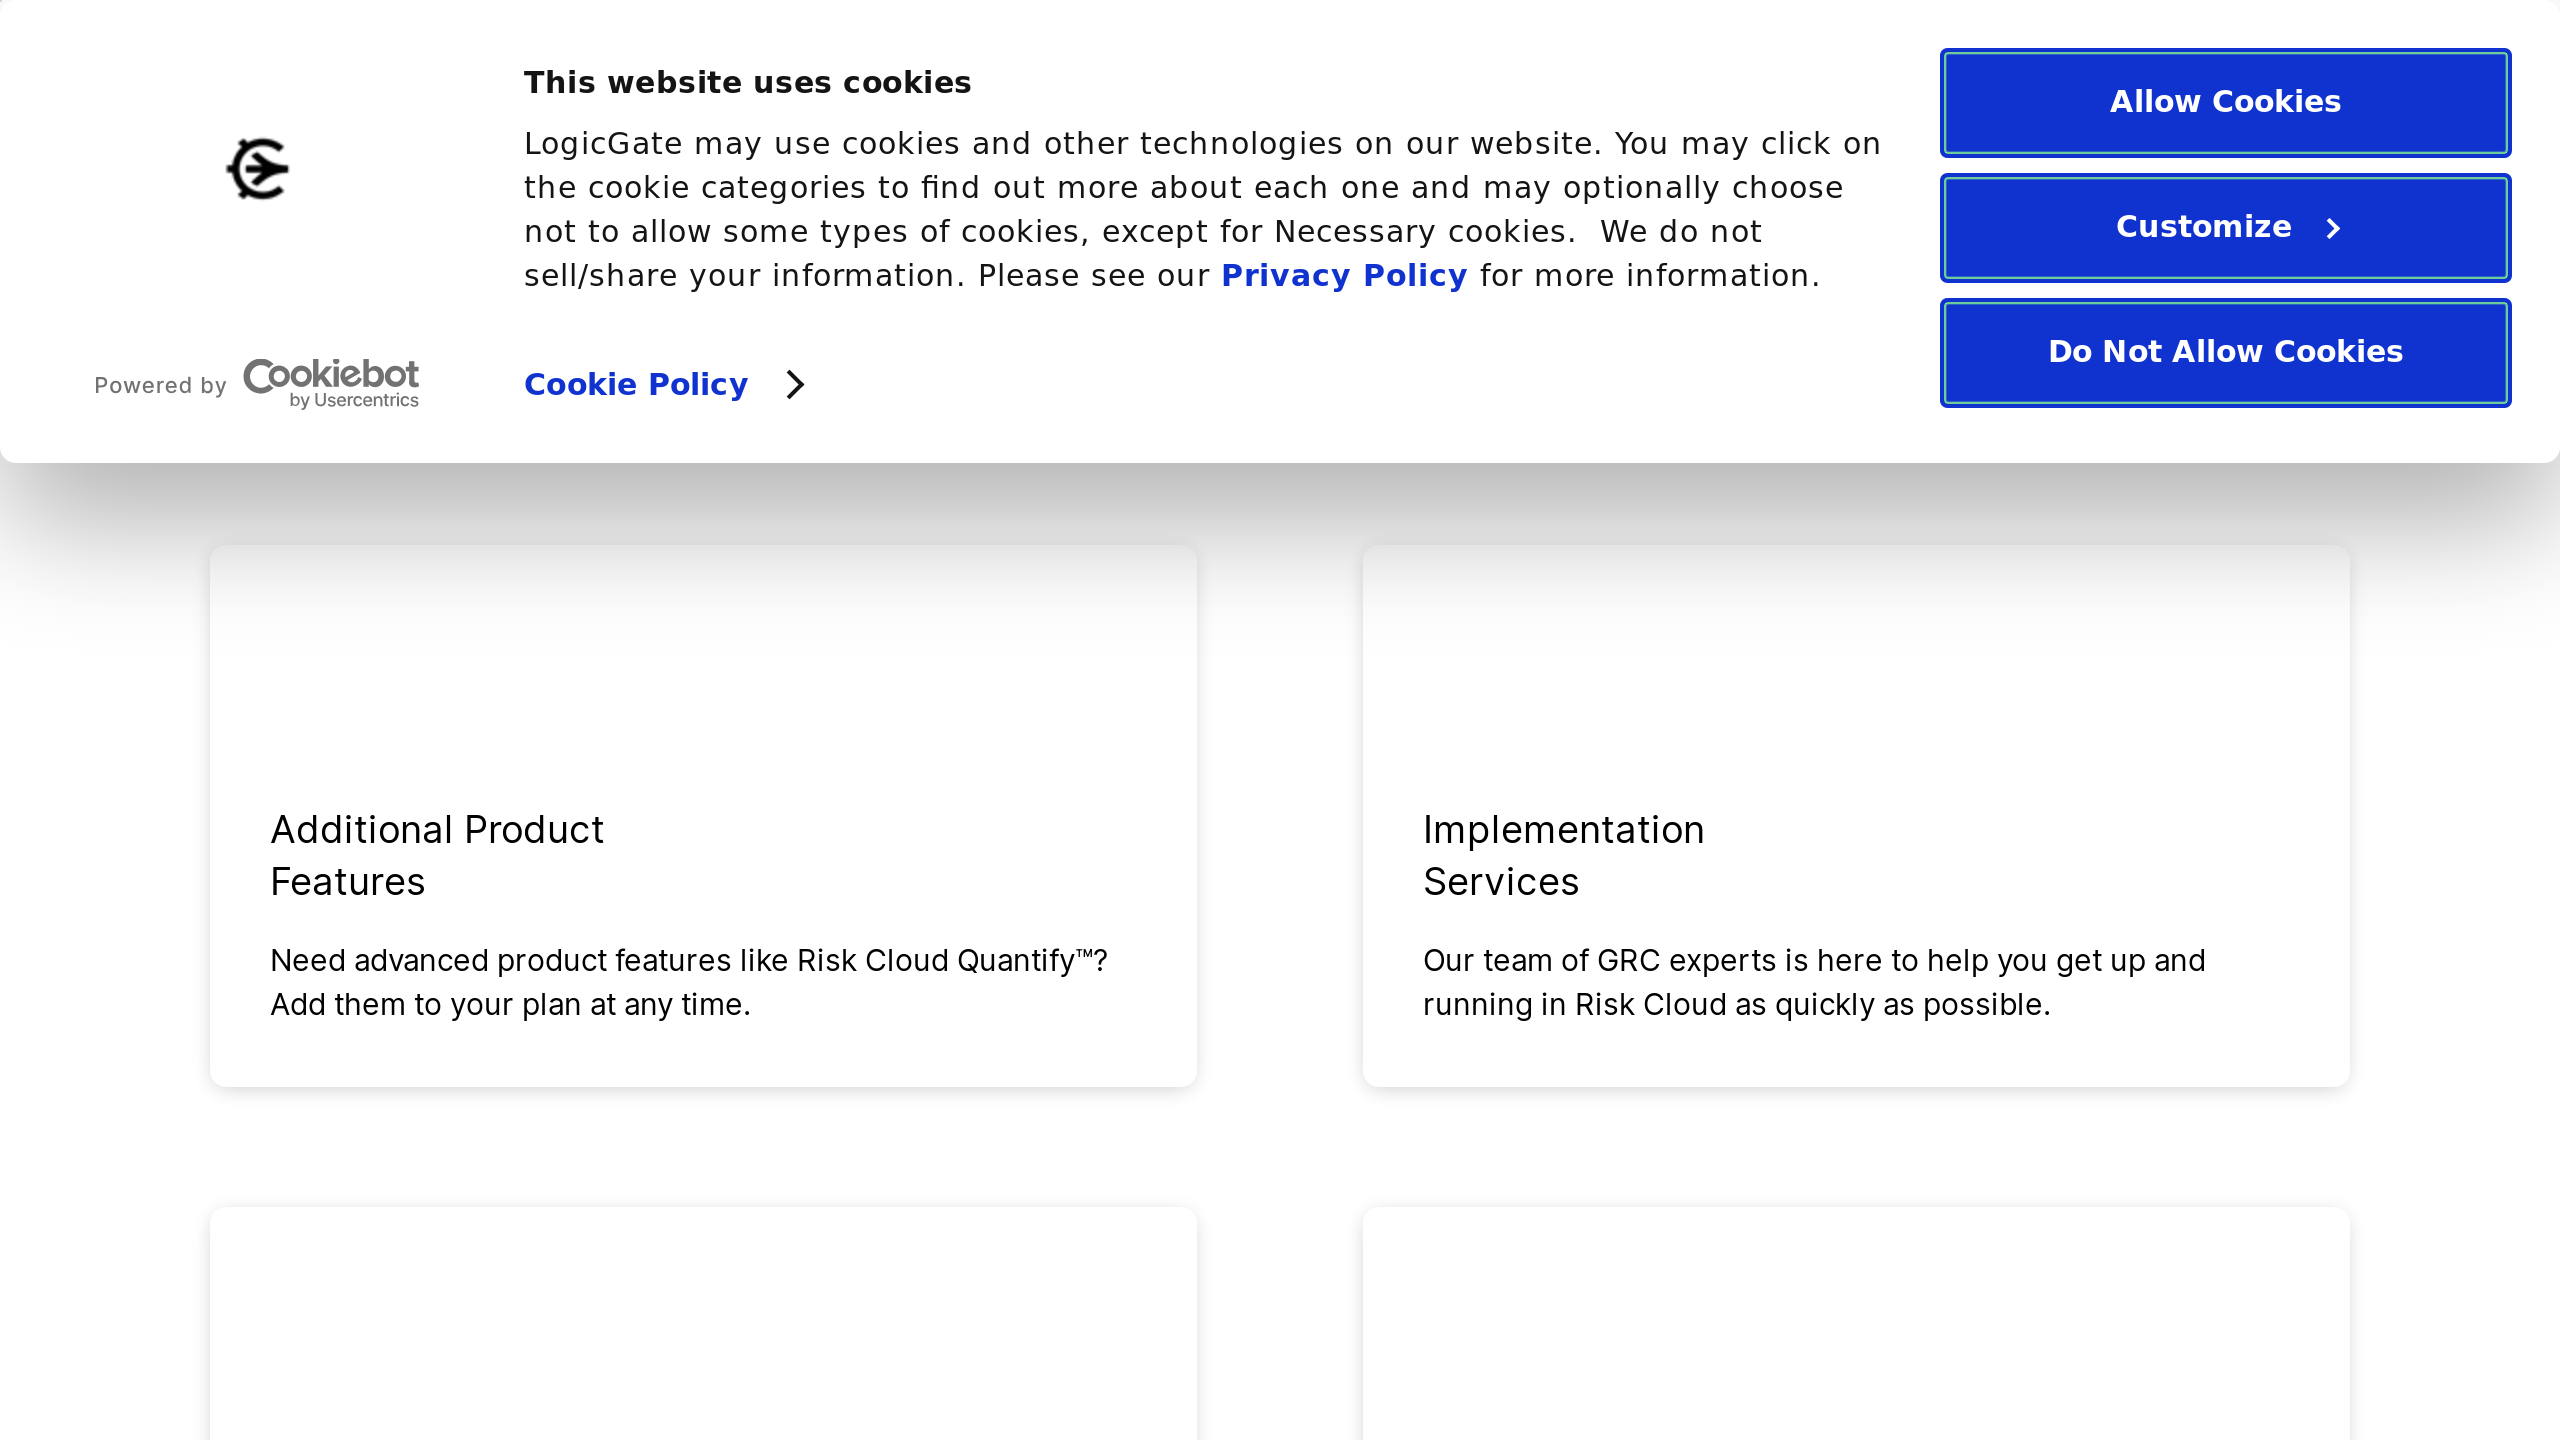 This website uses cookies
LogicGate may use cookies and other technologies on our website. You may click on
the cookie categories to find out more about each one and may optionally choose
not to allow some types of cookies, except for Necessary cookies.  We do not
sell/share your information. Please see our Privacy Policy for more information.
Powered by Cookiebot
by Usercentrics
Cookie Policy
Allow Cookies
Customize
Do Not Allow Cookies
Additional Product
Features
Need advanced product features like Risk Cloud Quantify™?
Add them to your plan at any time.
Implementation
Services
Our team of GRC experts is here to help you get up and
running in Risk Cloud as quickly as possible.